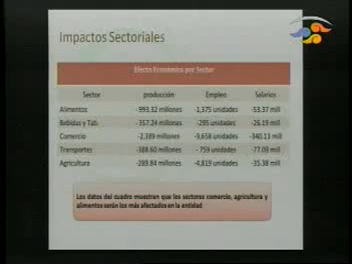 Impactos Sectoriales
Efecto Económico por Sector
Sector producción Empleo Salarios
Alimentos -993.32 millones -1,375 unidades -53.37 mill
Bebidas y Tab. -357.24 millones -295 unidades -26.19 mill
Comercio -2,389 millones -9,658 unidades -340.13 mill
Transportes -388.60 millones - 759 unidades -77.09 mill
Agricultura -289.84 millones -4,819 unidades -35.38 mill
Los datos del cuadro muestran que los sectores comercio, agricultura y
alimentos serán los más afectados en la entidad